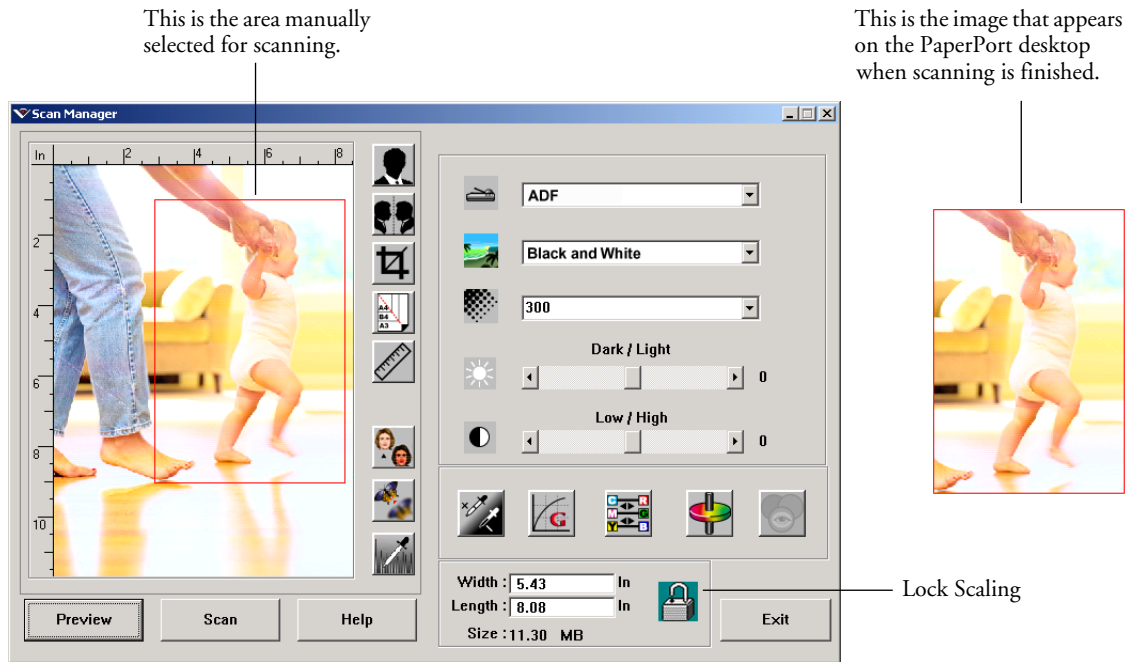 This is the area manually
selected for scanning.
This is the image that appears
on the PaperPort desktop
when scanning is finished.
Scan Manager
In 2 4 6 8
2
4
6
8
10
A4
B4
A3
ADF
Black and White
300
Dark / Light
0
Low / High
0
G
C R
M G
Y B
Width : 5.43 In
Length : 8.08 In
Size : 11.30 MB
Lock Scaling
Preview
Scan
Help
Exit